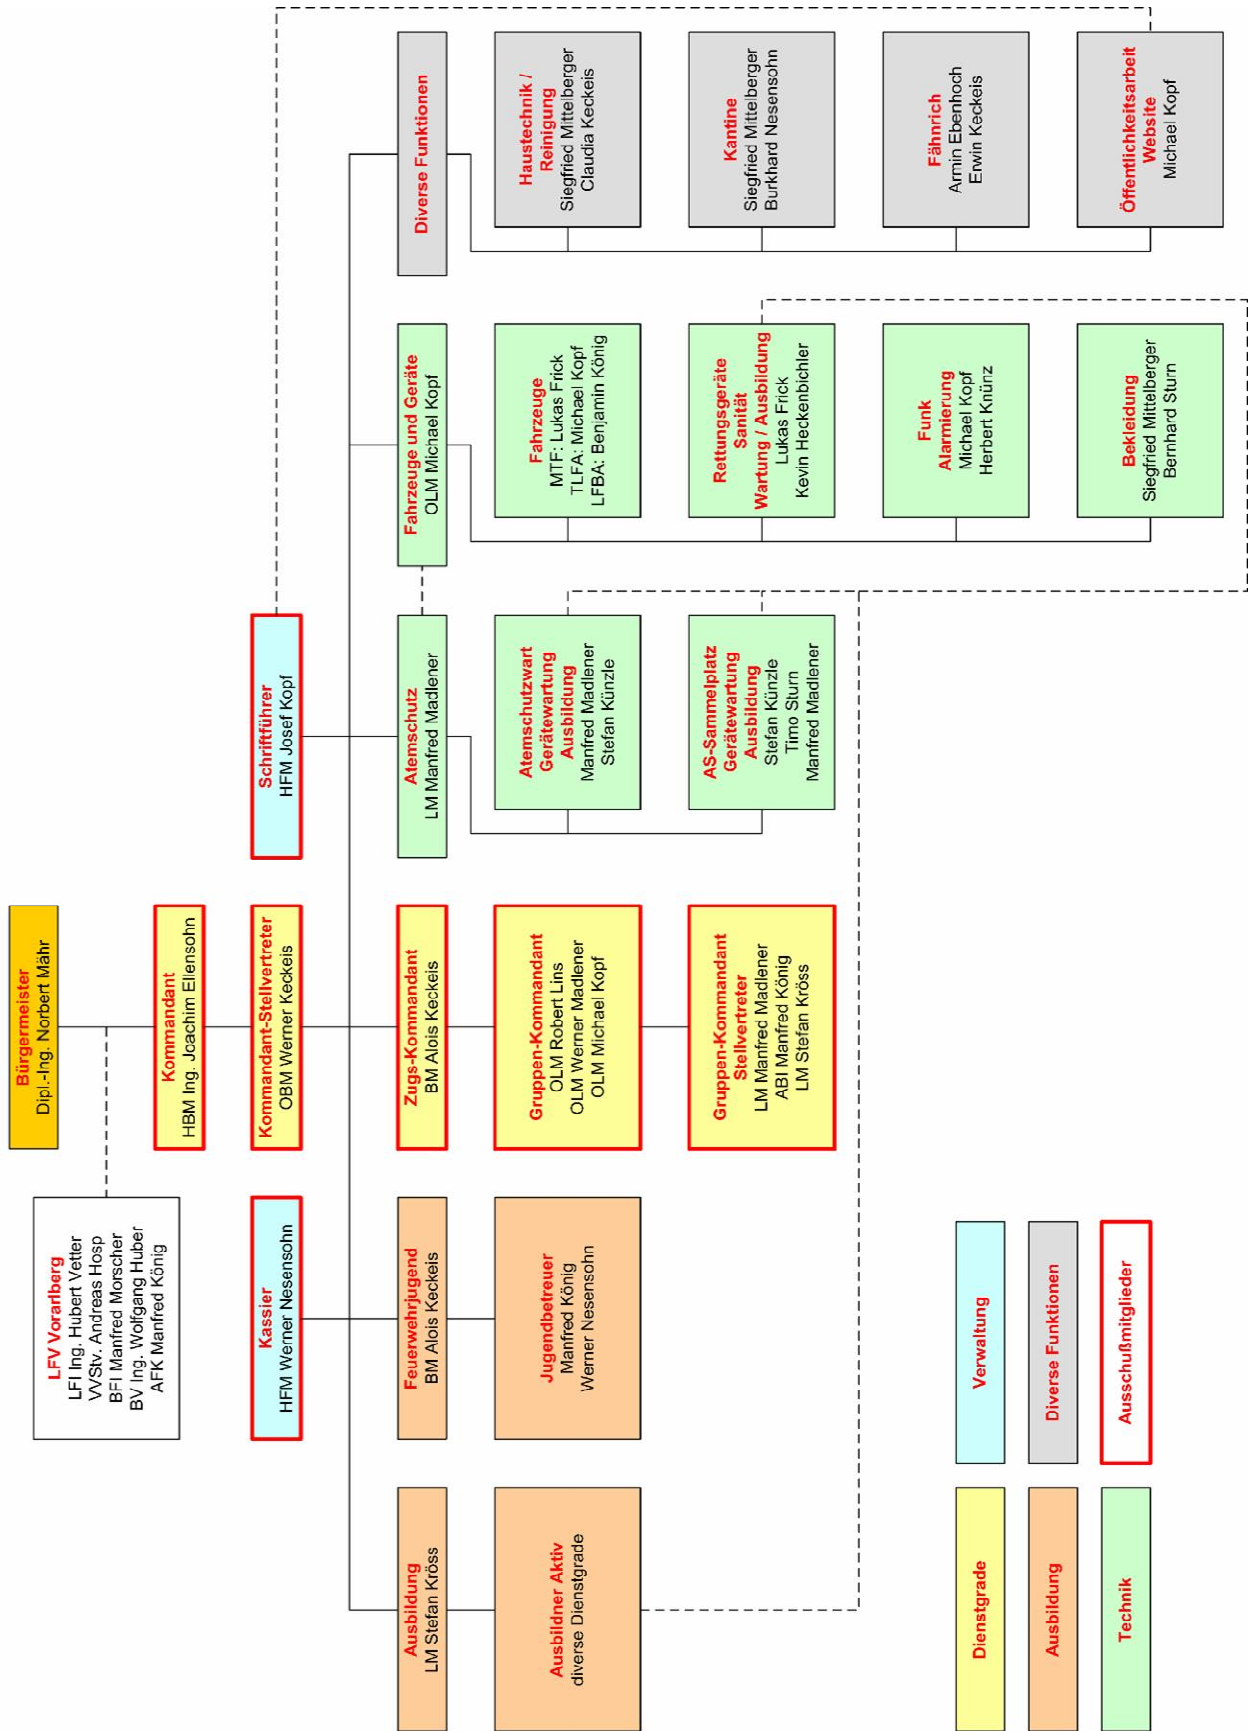 Bürgermeister
Dipl.-Ing. Norbert Mähr
LFV Vorarlberg
LFI Ing. Hubert Vetter
VVStv. Andreas Hosp
BFI Manfred Morscher
BV Ing. Wolfgang Huber
AFK Manfred König
Kommandant
HBM Ing. Joachim Ellensohn
Kassier
HFM Werner Nesensohn
Kommandant-Stellvertreter
OBM Werner Keckeis
Schriftführer
HFM Josef Kopf
Ausbildung
LM Stefan Kröss
Feuerwehrjugend
BM Alois Keckeis
Zugs-Kommandant
BM Alois Keckeis
Atemschutz
LM Manfred Madlener
Fahrzeuge und Geräte
OLM Michael Kopf
Diverse Funktionen
Ausbildner Aktiv
diverse Dienstgrade
Jugendbetreuer
Manfred König
Werner Nesensohn
Gruppen-Kommandant
OLM Robert Lins
OLM Werner Madlener
OLM Michael Kopf
Atemschutzwart
Gerätewartung
Ausbildung
Manfred Madlener
Stefan Künzle
Fahrzeuge
MTF: Lukas Frick
TLFA: Michael Kopf
LFBA: Benjamin König
Haustechnik /
Reinigung
Siegfried Mittelberger
Claudia Keckeis
Gruppen-Kommandant
Stellvertreter
LM Manfred Madlener
ABI Manfred König
LM Stefan Kröss
AS-Sammelplatz
Gerätewartung
Ausbildung
Stefan Künzle
Timo Sturn
Manfred Madlener
Rettungsgeräte
Sanität
Wartung / Ausbildung
Lukas Frick
Kevin Heckenbichler
Kantine
Siegfried Mittelberger
Burkhard Nesensohn
Funk
Alarmierung
Michael Kopf
Herbert Knünz
Fähnrich
Armin Ebenhoch
Erwin Keckeis
Bekleidung
Siegfried Mittelberger
Bernhard Sturn
Öffentlichkeitsarbeit
Website
Michael Kopf
Dienstgrade
Verwaltung
Ausbildung
Diverse Funktionen
Technik
Ausschußmitglieder